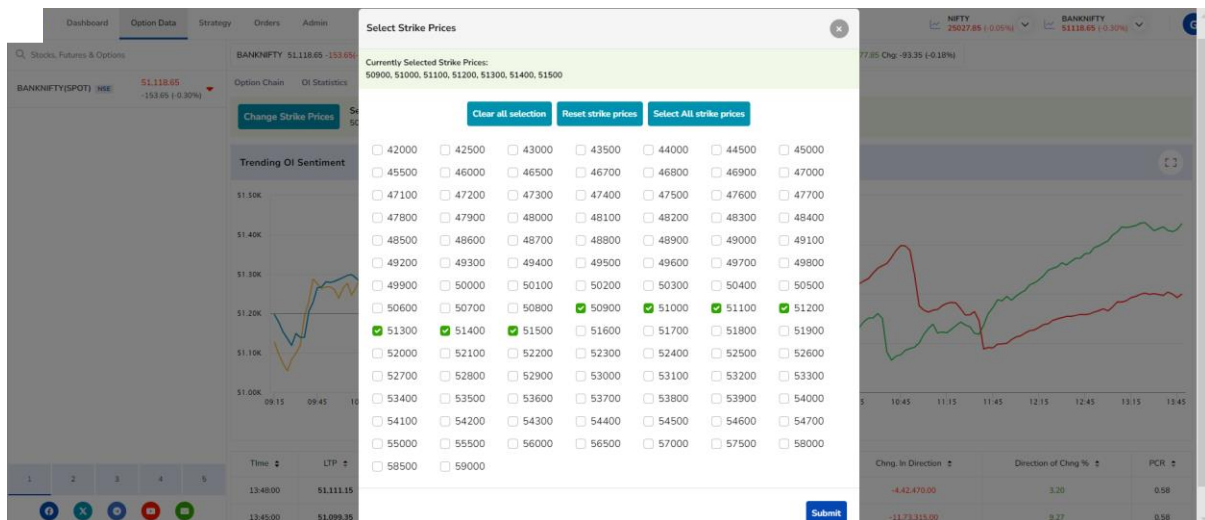 Dashboard Option Data Strategy Orders Admin
NIFTY
25027.85 (-0.05%)
BANKNIFTY
51118.65 (-0.30%)
Stocks, Futures & Options
BANKNIFTY(SPOT) NSE 51,118.65
-153.65 (-0.30%)
1 2 3 4 5
BANKNIFTY 51,118.65 -153.65(-
77.85 Chg: -93.35 (-0.18%)
Option Chain OI Statistics
Change Strike Prices
Trending OI Sentiment
51.50K
51.40K
51.30K
51.20K
51.10K
51.00K
09:15 09:45 10
10:45 11:15 11:45 12:15 12:45 13:15 13:45
Time LTP Chng. In Direction Direction of Chng % PCR
13:48:00 51,111.15 -4,42,470.00 3.20 0.58
13:45:00 51,099.35 -11,73,315.00 9.27 0.58
Select Strike Prices
Currently Selected Strike Prices:
50900, 51000, 51100, 51200, 51300, 51400, 51500
Clear all selection Reset strike prices Select All strike prices
42000 42500 43000 43500 44000 44500 45000
45500 46000 46500 46700 46800 46900 47000
47100 47200 47300 47400 47500 47600 47700
47800 47900 48000 48100 48200 48300 48400
48500 48600 48700 48800 48900 49000 49100
49200 49300 49400 49500 49600 49700 49800
49900 50000 50100 50200 50300 50400 50500
50600 50700 50800 50900 51000 51100 51200
51300 51400 51500 51600 51700 51800 51900
52000 52100 52200 52300 52400 52500 52600
52700 52800 52900 53000 53100 53200 53300
53400 53500 53600 53700 53800 53900 54000
54100 54200 54300 54400 54500 54600 54700
55000 55500 56000 56500 57000 57500 58000
58500 59000
Submit